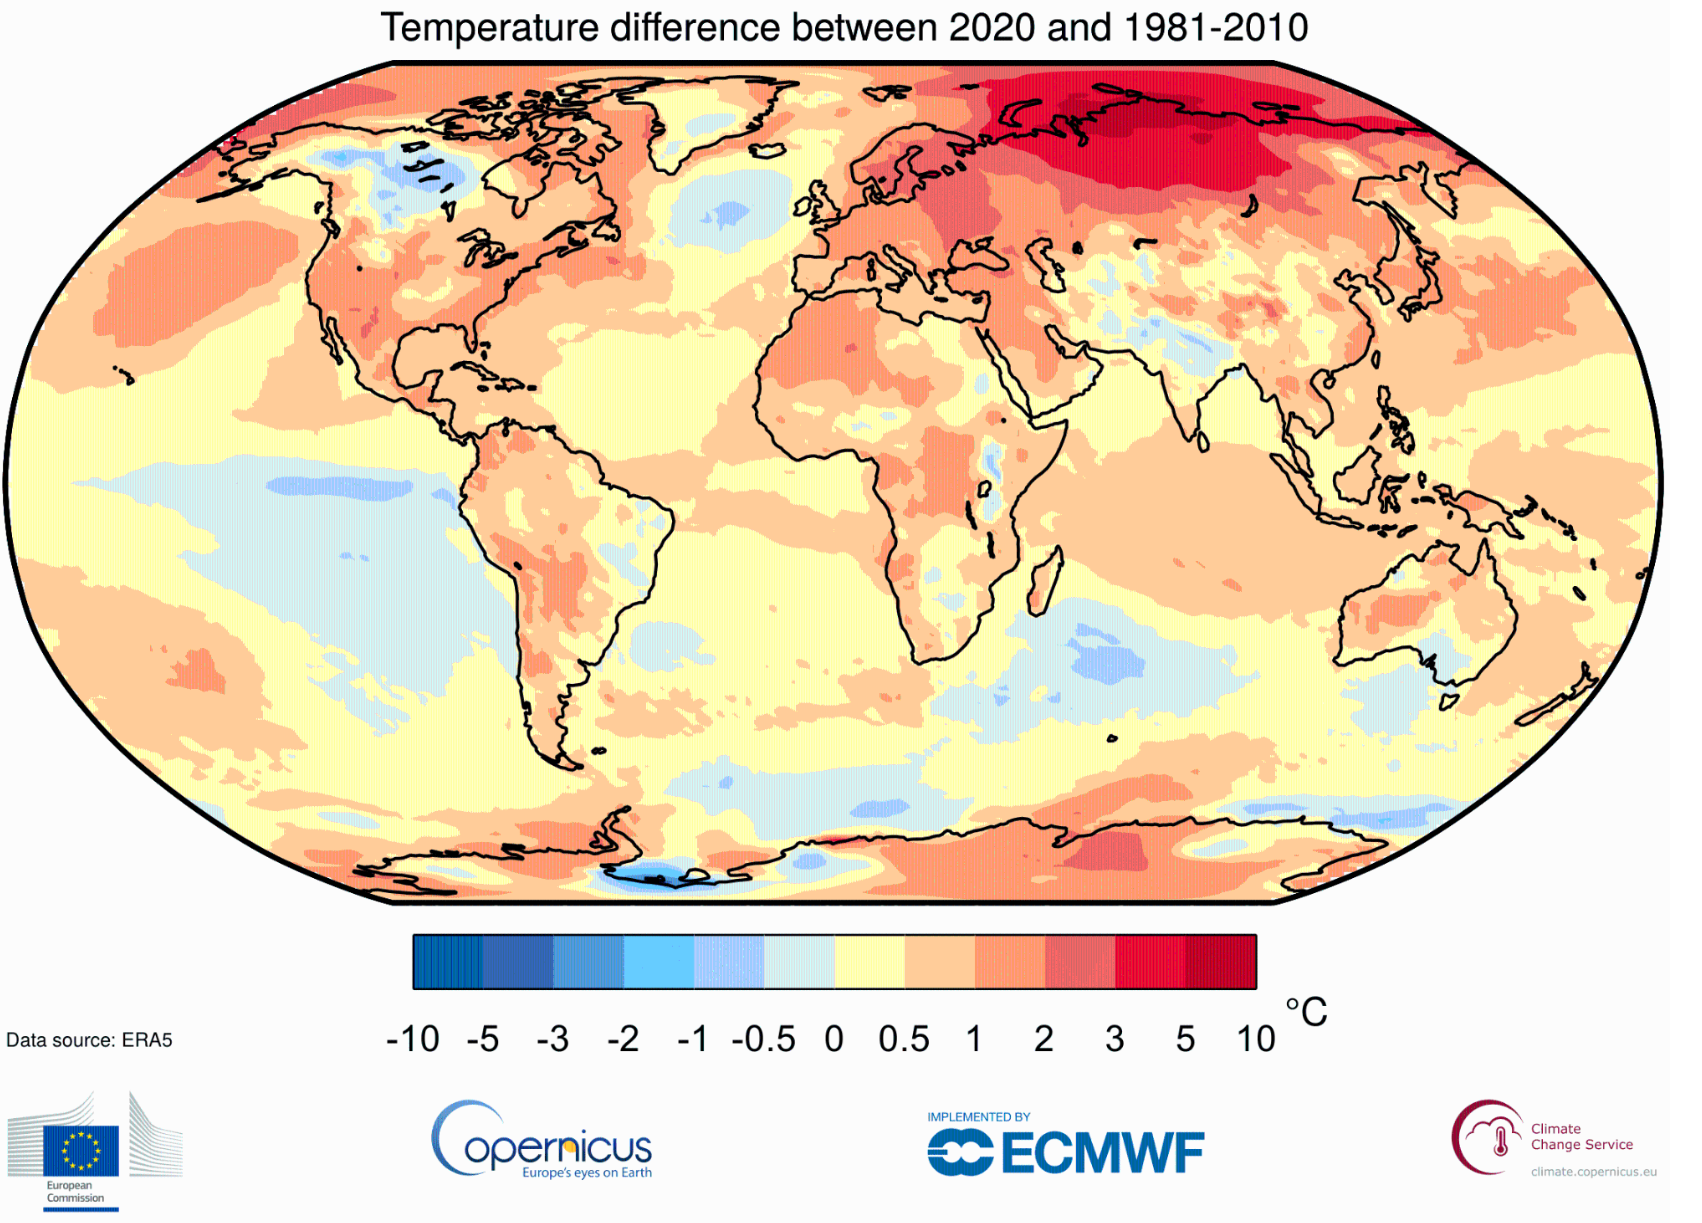 Temperature difference between 2020 and 1981-2010
°C
-10 -5 -3 -2 -1 -0.5 0 0.5 1 2 3 5 10
Data source: ERA5
European
Commission
opernicus
Europe's eyes on Earth
IMPLEMENTED BY
ECMWF
Climate
Change Service
climate.copernicus.eu